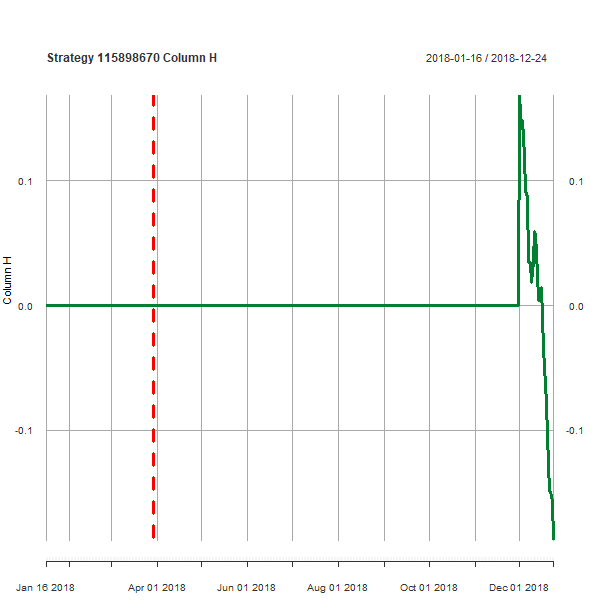 Strategy 115898670 Column H
2018-01-16 / 2018-12-24
0.1
0.1
Column H
0.0
0.0
-0.1
-0.1
Jan 16 2018
Apr 01 2018
Jun 01 2018
Aug 01 2018
Oct 01 2018
Dec 01 2018